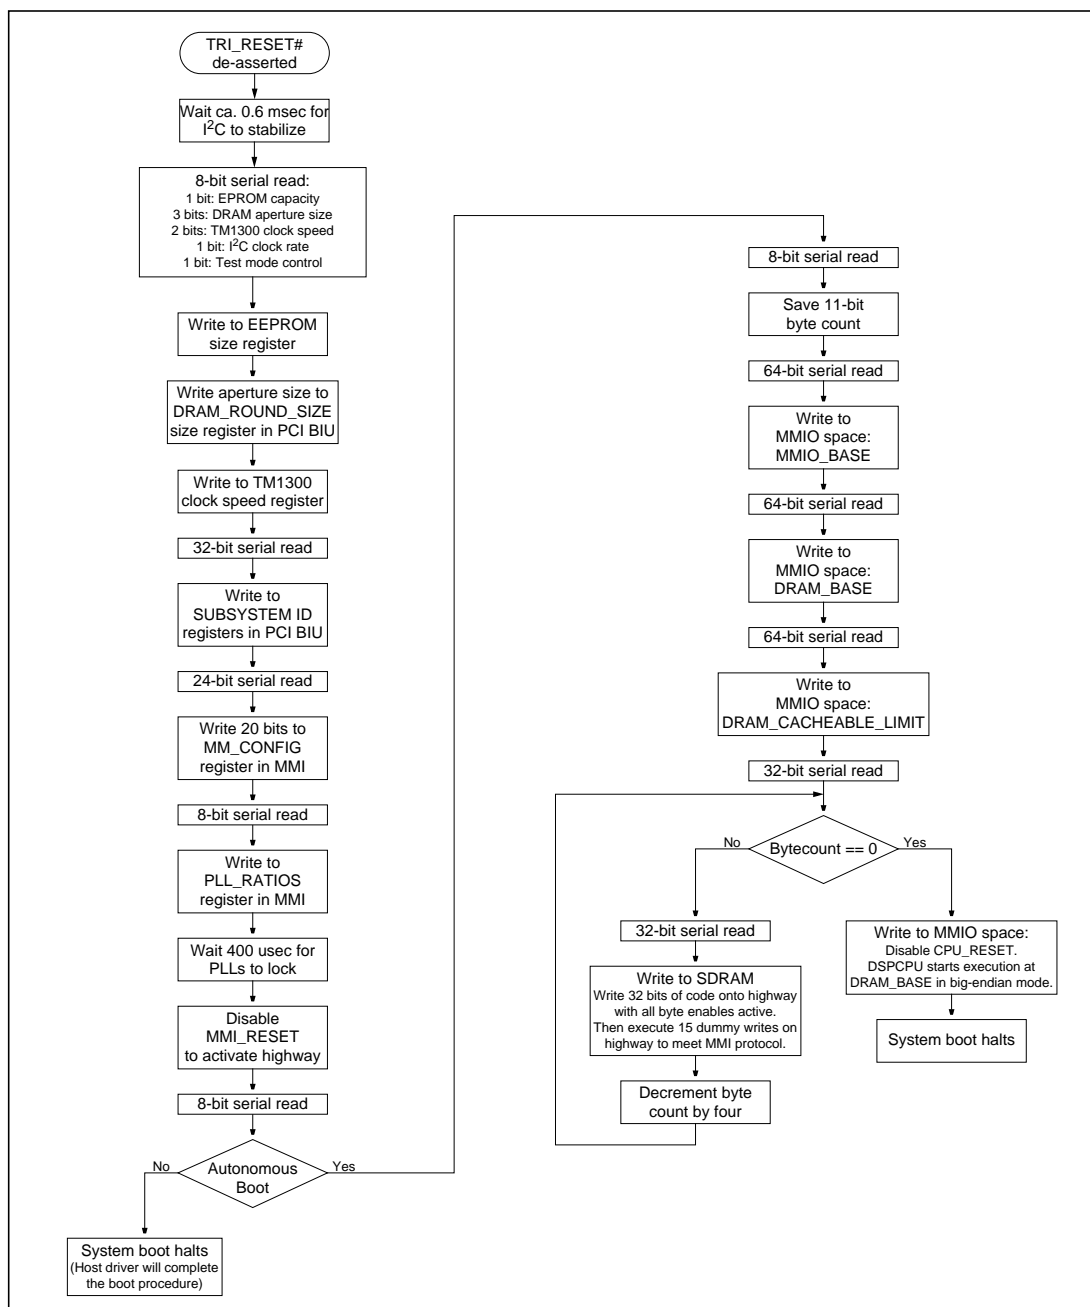 TRI_RESET#
de-asserted
Wait ca. 0.6 msec for
I²C to stabilize
8-bit serial read:
1 bit: EPROM capacity
3 bits: DRAM aperture size
2 bits: TM1300 clock speed
1 bit: I²C clock rate
1 bit: Test mode control
Write to EEPROM
size register
Write aperture size to
DRAM_ROUND_SIZE
size register in PCI BIU
Write to TM1300
clock speed register
32-bit serial read
Write to
SUBSYSTEM ID
registers in PCI BIU
24-bit serial read
Write 20 bits to
MM_CONFIG
register in MMI
8-bit serial read
Write to
PLL_RATIOS
register in MMI
Wait 400 usec for
PLLs to lock
Disable
MMI_RESET
to activate highway
8-bit serial read
No
Autonomous
Boot
Yes
System boot halts
(Host driver will complete
the boot procedure)
8-bit serial read
Save 11-bit
byte count
64-bit serial read
Write to
MMIO space:
MMIO_BASE
64-bit serial read
Write to
MMIO space:
DRAM_BASE
64-bit serial read
Write to
MMIO space:
DRAM_CACHEABLE_LIMIT
32-bit serial read
No
Bytecount == 0
Yes
32-bit serial read
Write to SDRAM
Write 32 bits of code onto highway
with all byte enables active.
Then execute 15 dummy writes on
highway to meet MMI protocol.
Decrement byte
count by four
Write to MMIO space:
Disable CPU_RESET.
DSPCPU starts execution at
DRAM_BASE in big-endian mode.
System boot halts